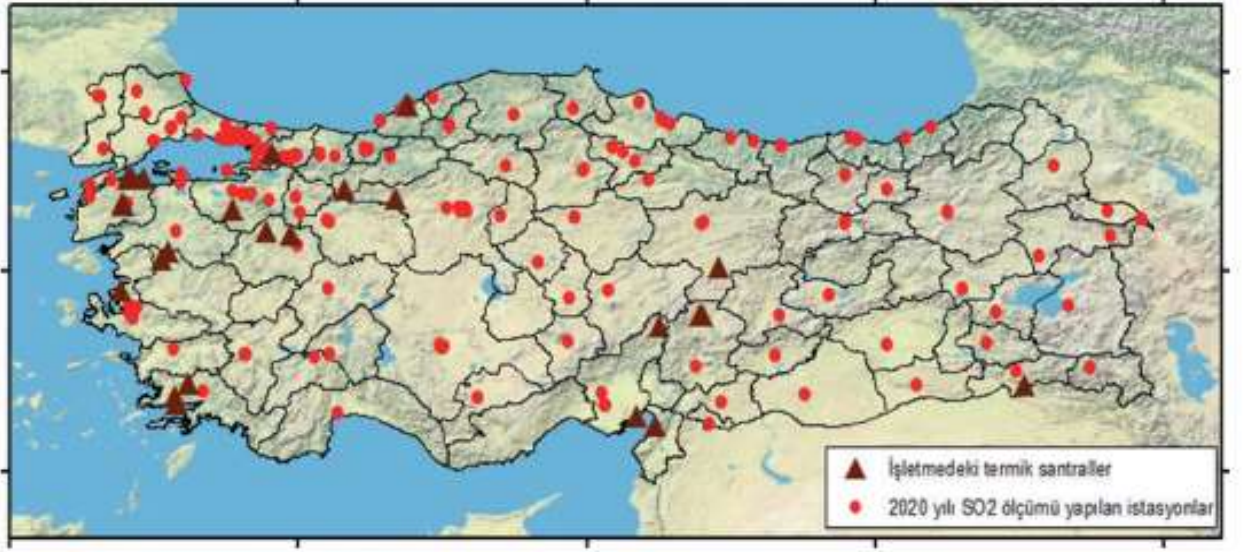 İşletmedeki termik santraller
2020 yılı SO2 ölçümü yapılan istasyonlar